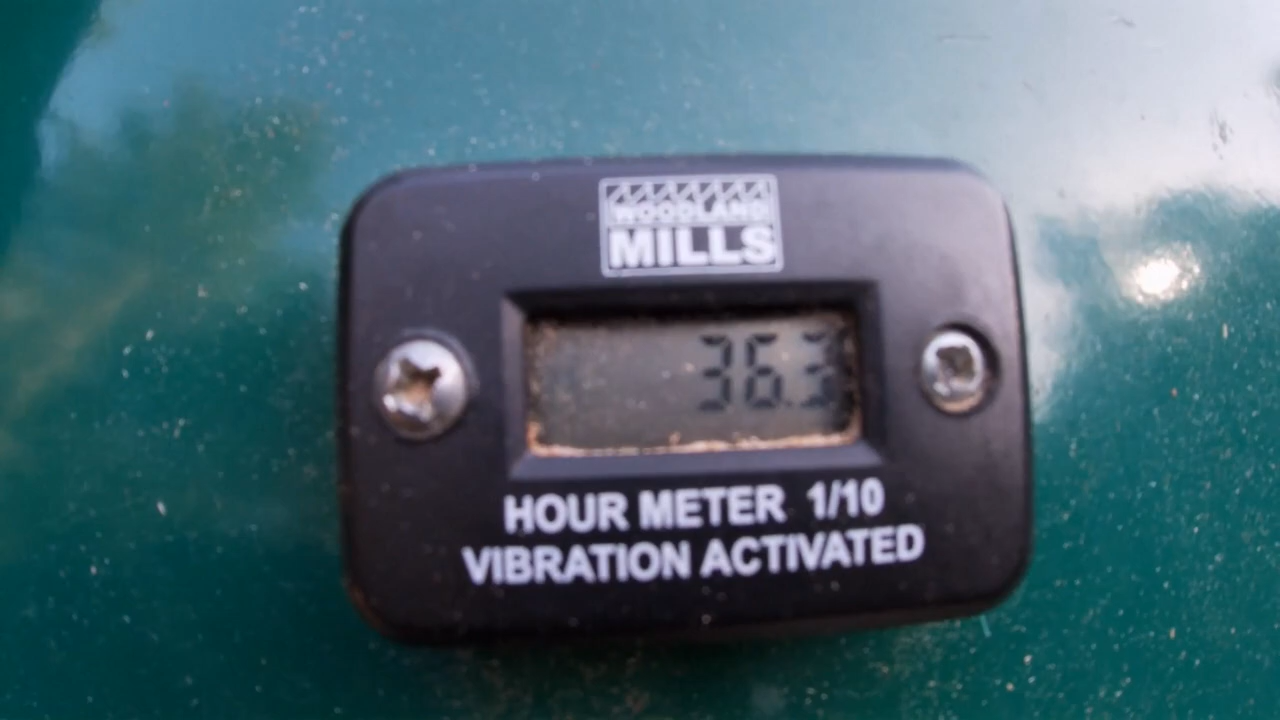 WOODLAND
MILLS
36.3
HOUR METER 1/10
VIBRATION ACTIVATED